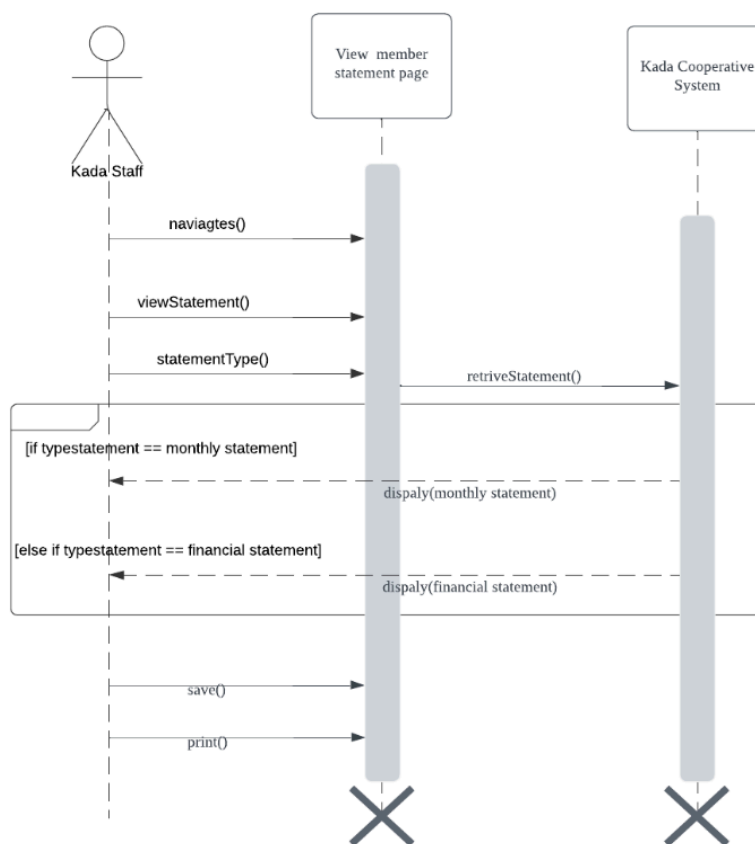 View member
statement page
Kada Cooperative
System
Kada Staff
naviagtes()
viewStatement()
statementType()
retriveStatement()
[if typestatement == monthly statement]
dispaly(monthly statement)
[else if typestatement == financial statement]
dispaly(financial statement)
save()
print()